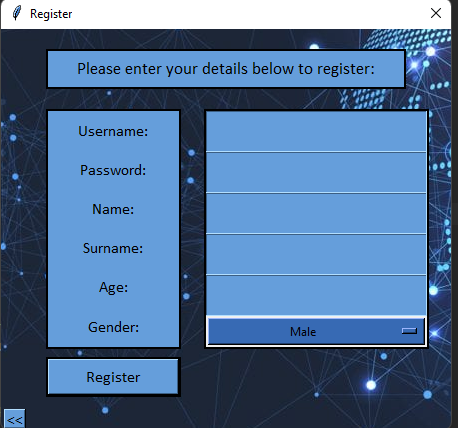 Register
Please enter your details below to register:
Username:
Password:
Name:
Surname:
Age:
Gender:
Male
Register
<<